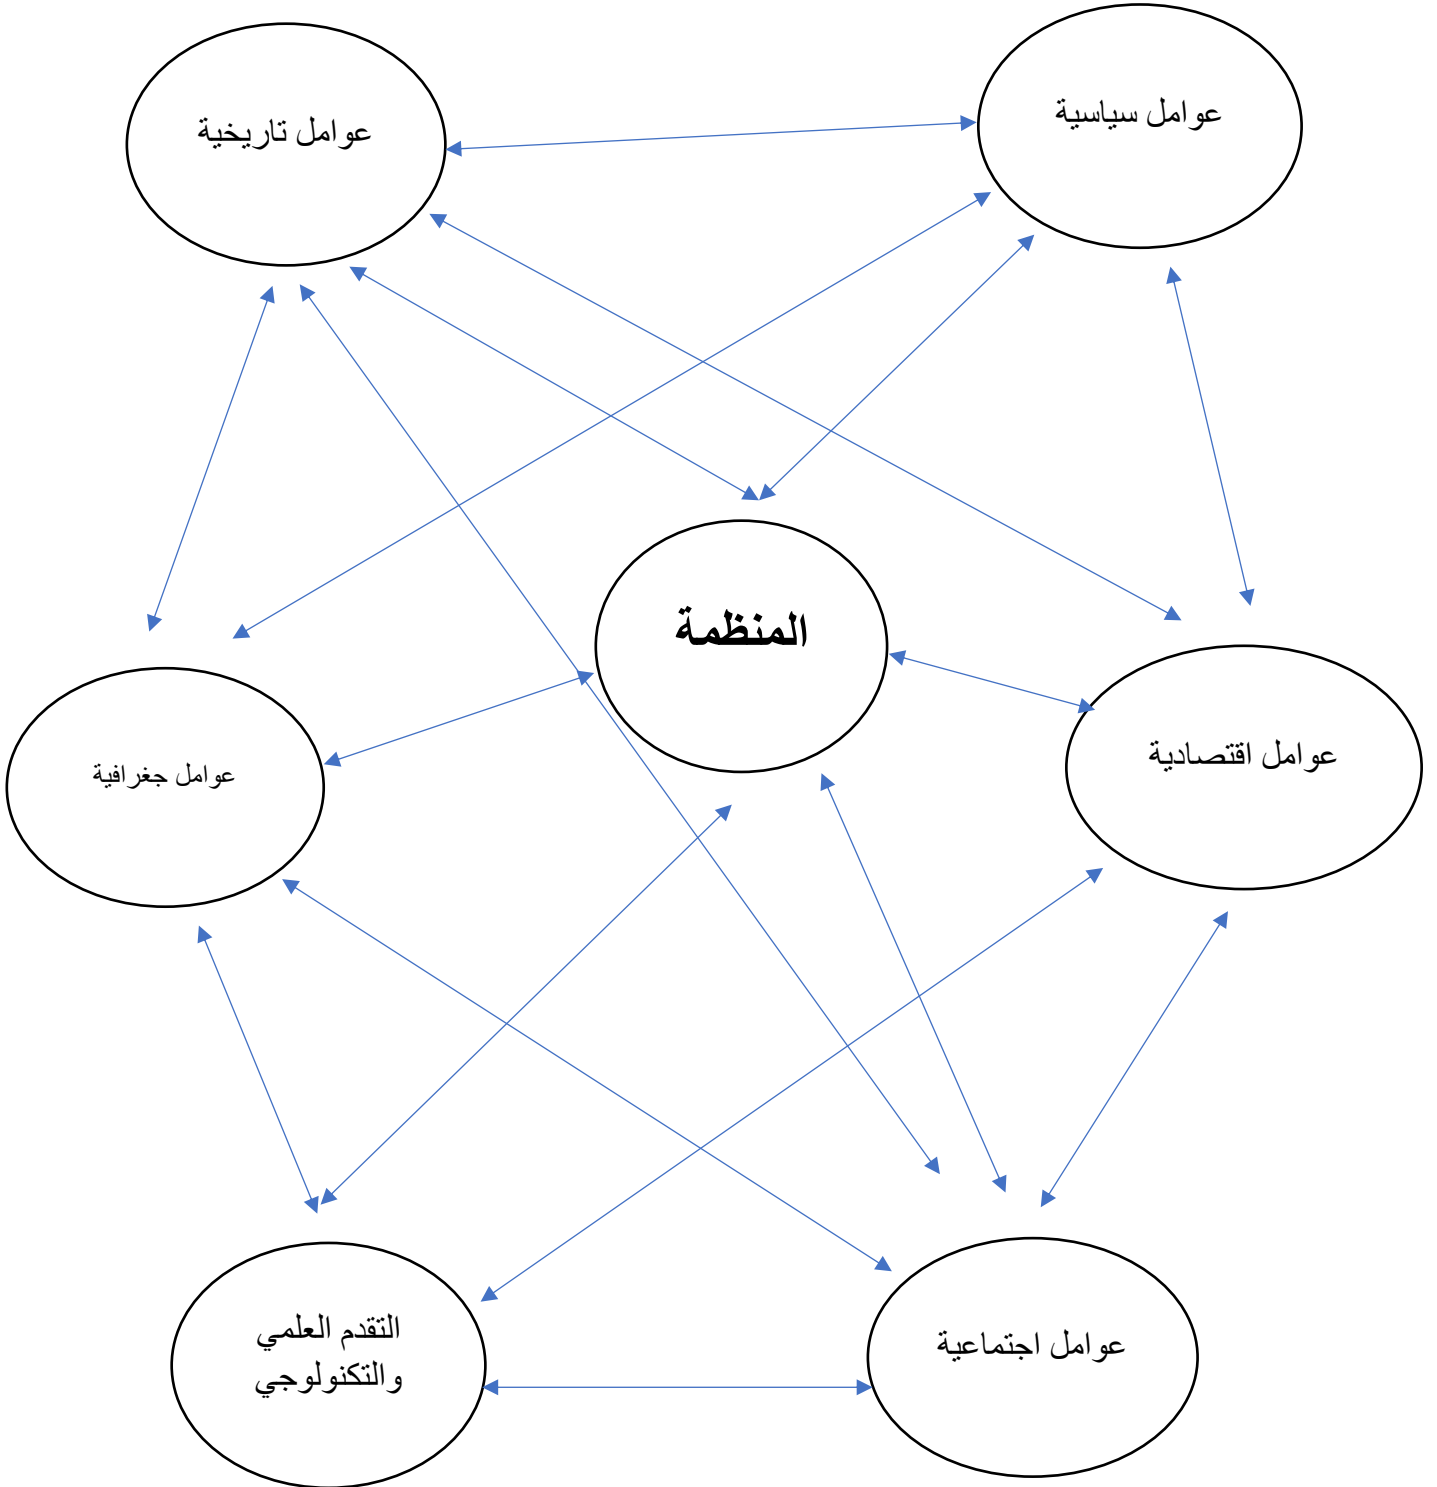 عوامل سياسية
عوامل تاريخية
المنظمة
عوامل اقتصادية
عوامل جغرافية
عوامل اجتماعية
التقدم العلمي
والتكنولوجي